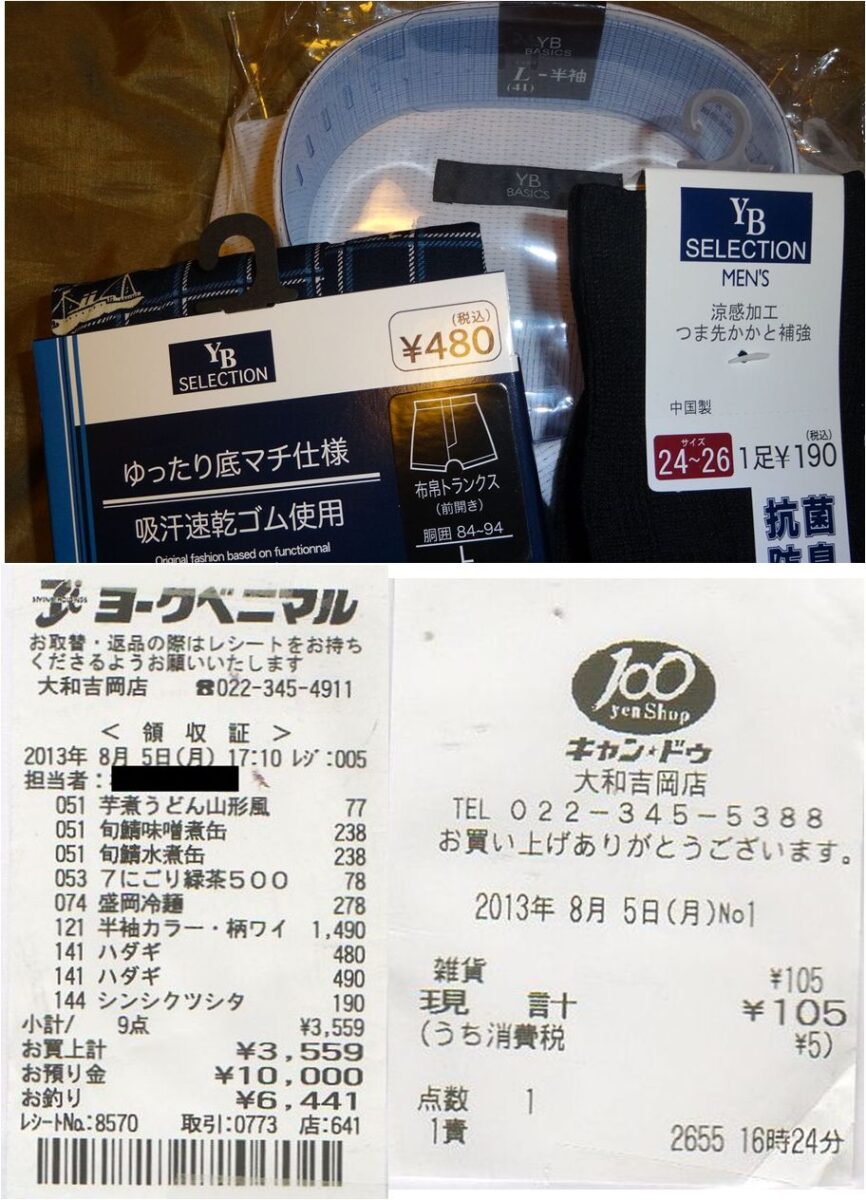 YB
BASICS
L-半袖
(41)
YB
BASICS
YB
SELECTION
(税込)
¥480
ゆったり底マチ仕様
吸汗速乾ゴム使用
Original fashion based on functionnal
布帛トランクス
(前開き)
胴囲 84~94
L
YB
SELECTION
MEN'S
涼感加工
つま先かかと補強
中国製
サイズ
24~26
(税込)
1足¥190
抗菌
防臭
ヨークベニマル
お取替・返品の際はレシートをお持ち
くださるようお願いいたします
大和吉岡店 ☎022-345-4911
< 領 収 証 >
2013年 8月 5日(月) 17:10 レジ:005
担当者:
051 芋煮うどん山形風 77
051 旬鯖味噌煮缶 238
051 旬鯖水煮缶 238
053 7にごり緑茶500 78
074 盛岡冷麺 278
121 半袖カラー・柄ワイ 1,490
141 ハダギ 480
141 ハダギ 490
144 シンシクツシタ 190
小計/ 9点 ¥3,559
お買上計 ¥3,559
お預り金 ¥10,000
お釣り ¥6,441
レシートNo:8570 取引:0773 店:641
100
yen Shop
キャン★ドゥ
大和吉岡店
TEL 022-345-5388
お買い上げありがとうございます。
2013年 8月 5日(月)No1
雑貨 ¥105
現 計 ¥105
(うち消費税 ¥5)
点数 1
1責 2655 16時24分